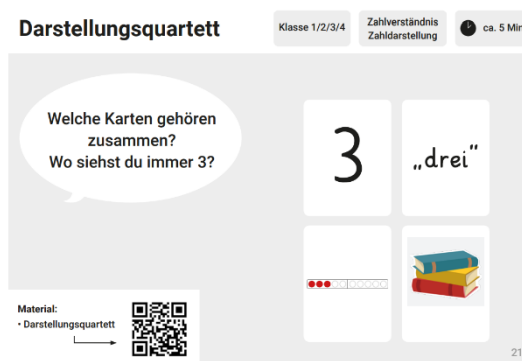 Darstellungsquartett
Klasse 1/2/3/4
Zahlverständnis
Zahldarstellung
ca. 5 Min
Welche Karten gehören
zusammen?
Wo siehst du immer 3?
3
„drei“
Material:
• Darstellungsquartett
21